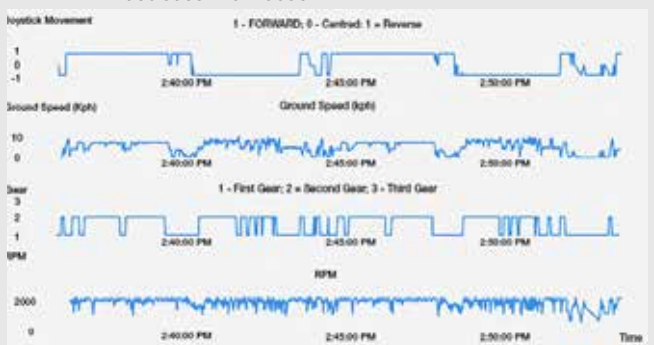 Joystick Movement
1 - FORWARD; 0 - Centred: 1 = Reverse
1
0
-1
2:40:00 PM 2:45:00 PM 2:50:00 PM
Ground Speed (Kph)
Ground Speed (kph)
10
0
2:40:00 PM 2:45:00 PM 2:50:00 PM
Gear
1 - First Gear; 2 = Second Gear, 3 - Third Gear
3
2
1
2:40:00 PM 2:45:00 PM 2:50:00 PM
RPM
RPM
2000
0
2:40:00 PM 2:45:00 PM 2:50:00 PM
Time